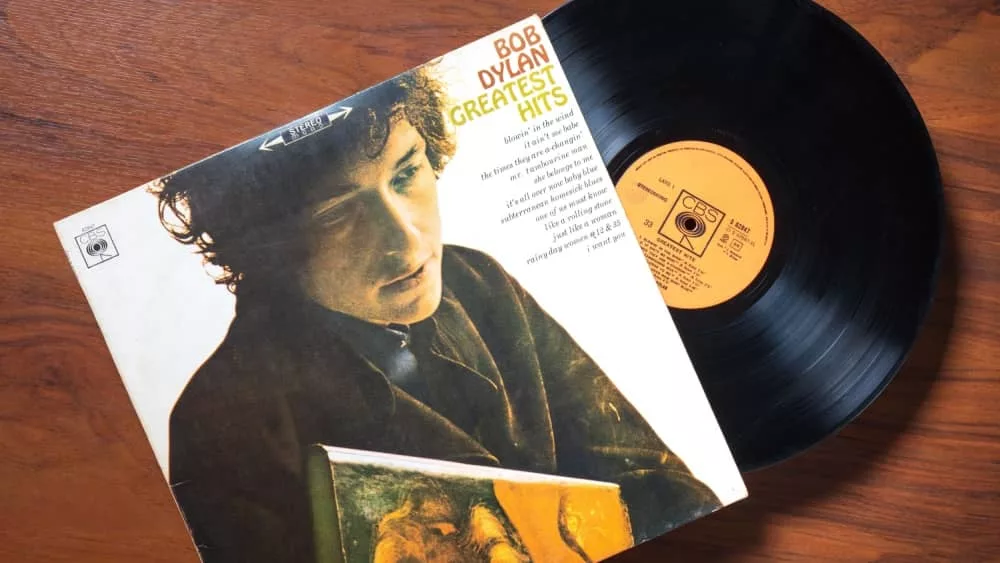 BOB
DYLAN
GREATEST
HITS
STEREO
blowin' in the wind
it ain't me babe
the times they are a-changin'
mr. tambourine man
she belongs to me
it's all over now baby blue
subterranean homesick blues
one of us must know
like a rolling stone
just like a woman
rainy day women # 12 & 35
i want you
62847
CBS
STEREOPHONIC
33
CBS
S 62847
GREATEST HITS